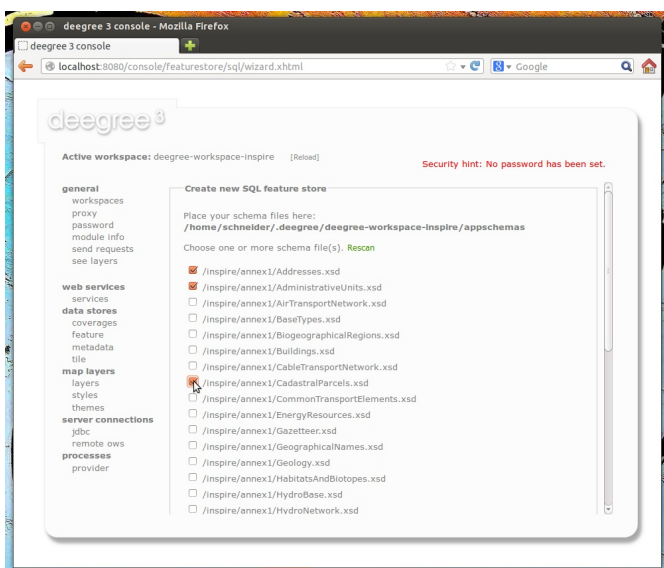 deegree 3 console - Mozilla Firefox
deegree 3 console
localhost:8080/console/featurestore/sql/wizard.xhtml
Google
deegree 3
Active workspace: deegree-workspace-inspire [Reload]
Security hint: No password has been set.
general
workspaces
proxy
password
module info
send requests
see layers
web services
services
data stores
coverages
feature
metadata
tile
map layers
layers
styles
themes
server connections
jdbc
remote ows
processes
provider
Create new SQL feature store
Place your schema files here:
/home/schneider/.deegree/deegree-workspace-inspire/appschemas
Choose one or more schema file(s). Rescan
/inspire/annex1/Addresses.xsd
/inspire/annex1/AdministrativeUnits.xsd
/inspire/annex1/AirTransportNetwork.xsd
/inspire/annex1/BaseTypes.xsd
/inspire/annex1/BiogeographicalRegions.xsd
/inspire/annex1/Buildings.xsd
/inspire/annex1/CableTransportNetwork.xsd
/inspire/annex1/CadastralParcels.xsd
/inspire/annex1/CommonTransportElements.xsd
/inspire/annex1/EnergyResources.xsd
/inspire/annex1/Gazetteer.xsd
/inspire/annex1/GeographicalNames.xsd
/inspire/annex1/Geology.xsd
/inspire/annex1/HabitatsAndBiotopes.xsd
/inspire/annex1/HydroBase.xsd
/inspire/annex1/HydroNetwork.xsd